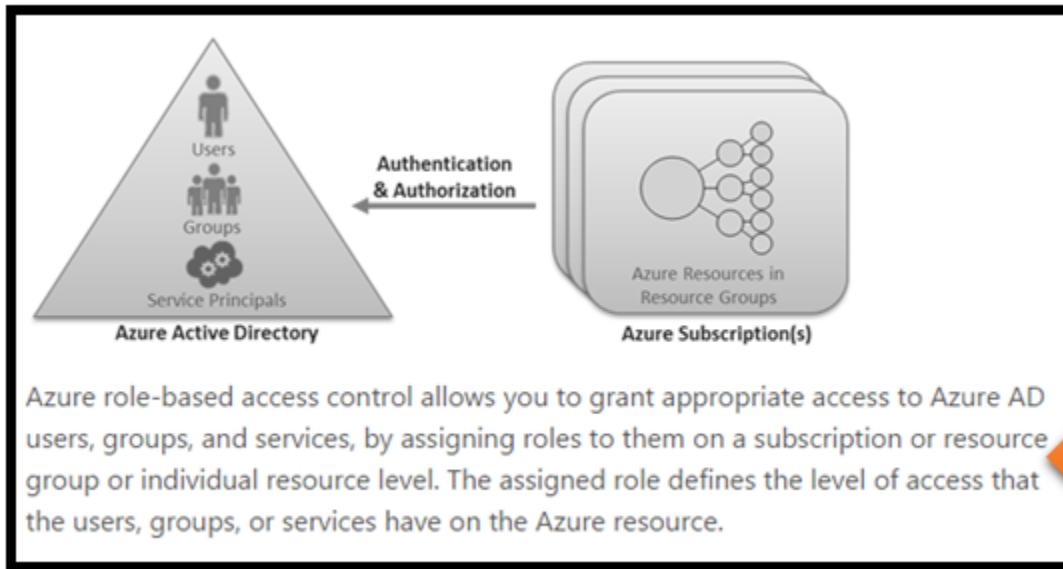 Users
Groups
Service Principals
Azure Active Directory
Authentication
& Authorization
Azure Resources in
Resource Groups
Azure Subscription(s)
Azure role-based access control allows you to grant appropriate access to Azure AD
users, groups, and services, by assigning roles to them on a subscription or resource
group or individual resource level. The assigned role defines the level of access that
the users, groups, or services have on the Azure resource.